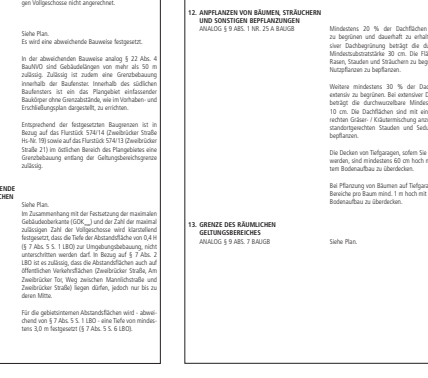 gen Vollgeschosse nicht angerechnet.
Siehe Plan.
Es wird eine abweichende Bauweise festgesetzt.
In der abweichenden Bauweise analog § 22 Abs. 4
BauNVO sind Gebäudelängen von mehr als 50 m
zulässig. Zulässig ist zudem eine Grenzbebauung
innerhalb der Baufenster. Innerhalb des südlichen
Baufensters ist ein das Plangebiet einfassender
Baukörper ohne Grenzabstände, wie im Vorhaben- und
Erschließungsplan dargestellt, zu errichten.
Entsprechend der festgesetzten Baugrenzen ist in
Bezug auf das Flurstück 574/14 (Zweibrücker Straße
Hs-Nr. 19) sowie auf das Flurstück 574/13 (Zweibrücker
Straße 21) im östlichen Bereich des Plangebietes eine
Grenzbebauung entlang der Geltungsbereichsgrenze
zulässig.
ENDE
CHEN
Siehe Plan.
Im Zusammenhang mit der Festsetzung der maximalen
Gebäudeoberkante (GOK__) und der Zahl der maximal
zulässigen Zahl der Vollgeschosse wird klarstellend
festgesetzt, dass die Tiefe der Abstandsfläche von 0,4 H
(§ 7 Abs. 5 S. 1 LBO) zur Umgebungsbebauung, nicht
unterschritten werden darf. In Bezug auf § 7 Abs. 2
LBO ist es zulässig, dass die Abstandsflächen auch auf
öffentlichen Verkehrsflächen (Zweibrücker Straße, Am
Zweibrücker Tor, Weg zwischen Mannlichstraße und
Zweibrücker Straße) liegen dürfen, jedoch nur bis zu
deren Mitte.
Für die gebietsinternen Abstandsflächen wird - abwei-
chend von § 7 Abs. 5 S. 1 LBO - eine Tiefe von mindes-
tens 3,0 m festgesetzt (§ 7 Abs. 5 S. 6 LBO).
12. ANPFLANZEN VON BÄUMEN, STRÄUCHERN
UND SONSTIGEN BEPFLANZUNGEN
ANALOG § 9 ABS. 1 NR. 25 A BAUGB
Mindestens 20 % der Dachflächen
zu begrünen und dauerhaft zu erhalt
siver Dachbegrünung beträgt die du
Mindestsubstratstärke 30 cm. Die Flä
Rasen, Stauden und Sträuchern zu beg
Nutzpflanzen zu bepflanzen.
Weitere mindestens 30 % der Dac
extensiv zu begrünen. Bei extensiver D
beträgt die durchwurzelbare Mindes
10 cm. Die Dachflächen sind mit ein
rechten Gräser- / Kräutermischung anz
standortgerechten Stauden und Sedu
bepflanzen.
Die Decken von Tiefgaragen, sofern Sie
werden, sind mindestens 60 cm hoch m
tem Bodenaufbau zu überdecken.
Bei Pflanzung von Bäumen auf Tiefgara
Bereiche pro Baum mind. 1 m hoch mit
Bodenaufbau zu überdecken.
13. GRENZE DES RÄUMLICHEN
GELTUNGSBEREICHES
ANALOG § 9 ABS. 7 BAUGB
Siehe Plan.